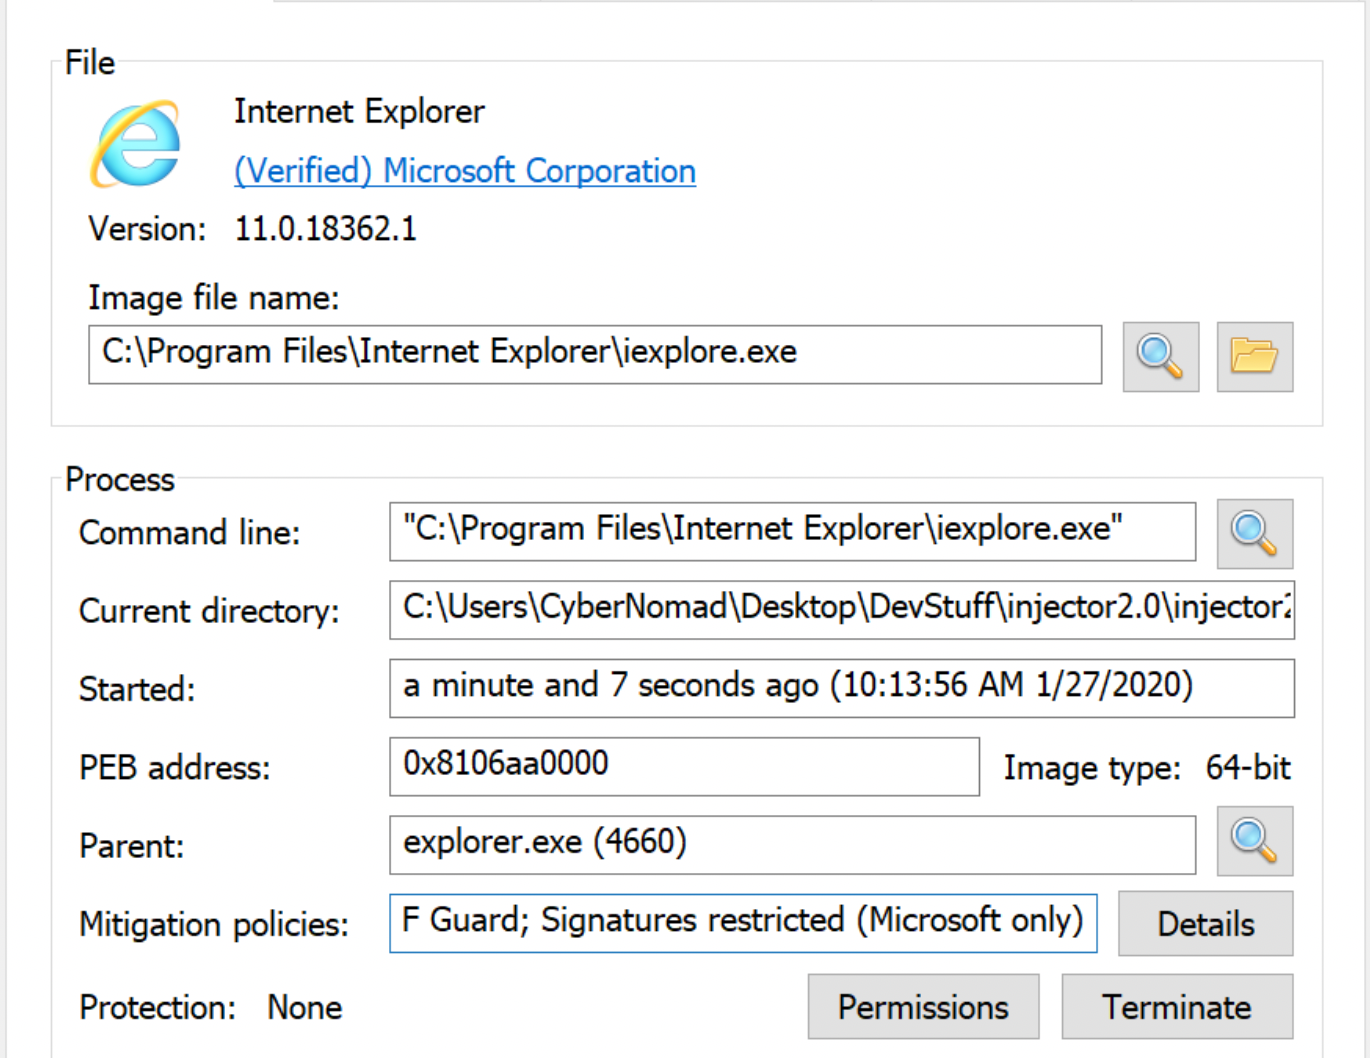 File
Internet Explorer
(Verified) Microsoft Corporation
Version: 11.0.18362.1
Image file name:
C:\Program Files\Internet Explorer\iexplore.exe
Process
Command line: "C:\Program Files\Internet Explorer\iexplore.exe"
Current directory: C:\Users\CyberNomad\Desktop\DevStuff\injector2.0\injector2
Started: a minute and 7 seconds ago (10:13:56 AM 1/27/2020)
PEB address: 0x8106aa0000 Image type: 64-bit
Parent: explorer.exe (4660)
Mitigation policies: F Guard; Signatures restricted (Microsoft only) Details
Protection: None Permissions Terminate